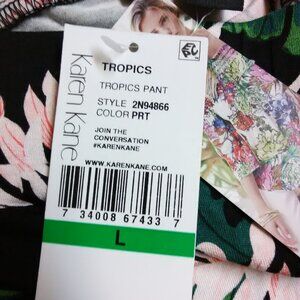 Karen Kane
TROPICS
TROPICS PANT
STYLE 2N94866
COLOR PRT
JOIN THE
CONVERSATION
#KARENKANE
WWW.KARENKANE.COM
7 34008 67433 7
L